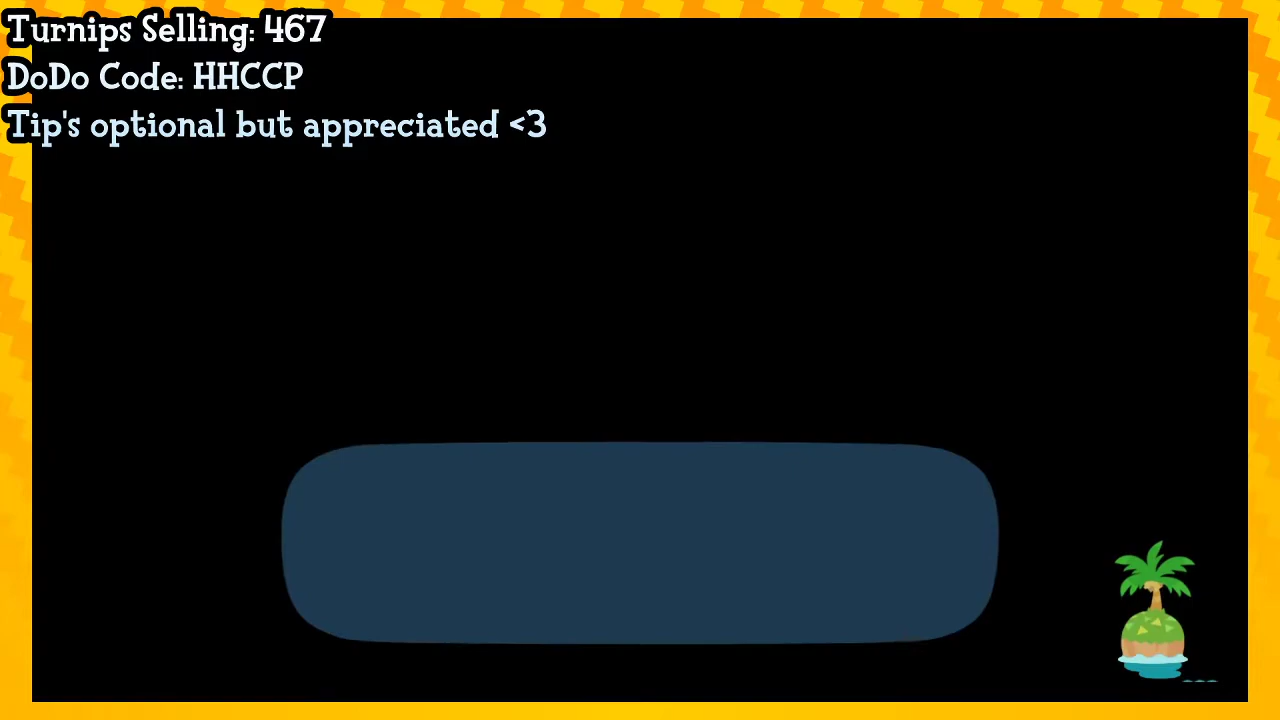 Turnips Selling: 467
DoDo Code: HHCCP
Tip's optional but appreciated <3